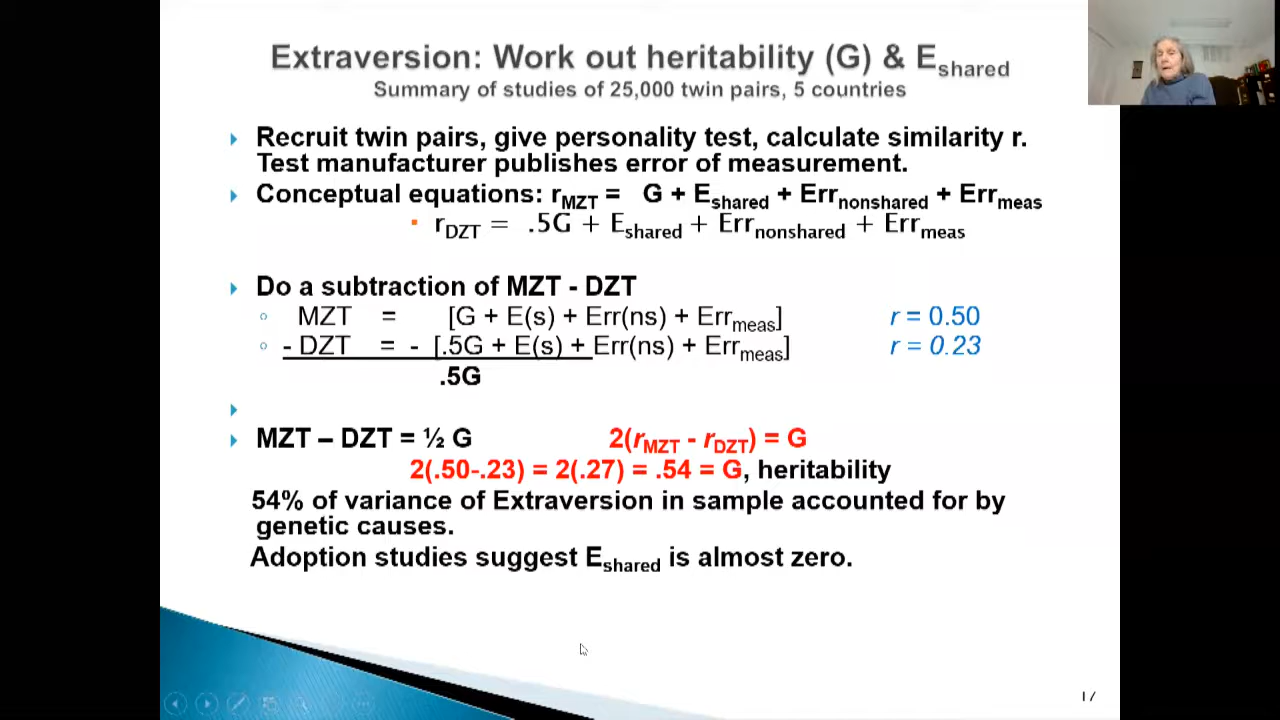 Extraversion: Work out heritability (G) & Eshared
Summary of studies of 25,000 twin pairs, 5 countries
Recruit twin pairs, give personality test, calculate similarity r.
Test manufacturer publishes error of measurement.
Conceptual equations: rMZT = G + Eshared + Errnonshared + Errmeas
rDZT = .5G + Eshared + Errnonshared + Errmeas
Do a subtraction of MZT - DZT
MZT = [G + E(s) + Err(ns) + Errmeas] r = 0.50
- DZT = - [.5G + E(s) + Err(ns) + Errmeas] r = 0.23
.5G
MZT – DZT = ½ G 2(rMZT - rDZT) = G
2(.50-.23) = 2(.27) = .54 = G, heritability
54% of variance of Extraversion in sample accounted for by
genetic causes.
Adoption studies suggest Eshared is almost zero.
17